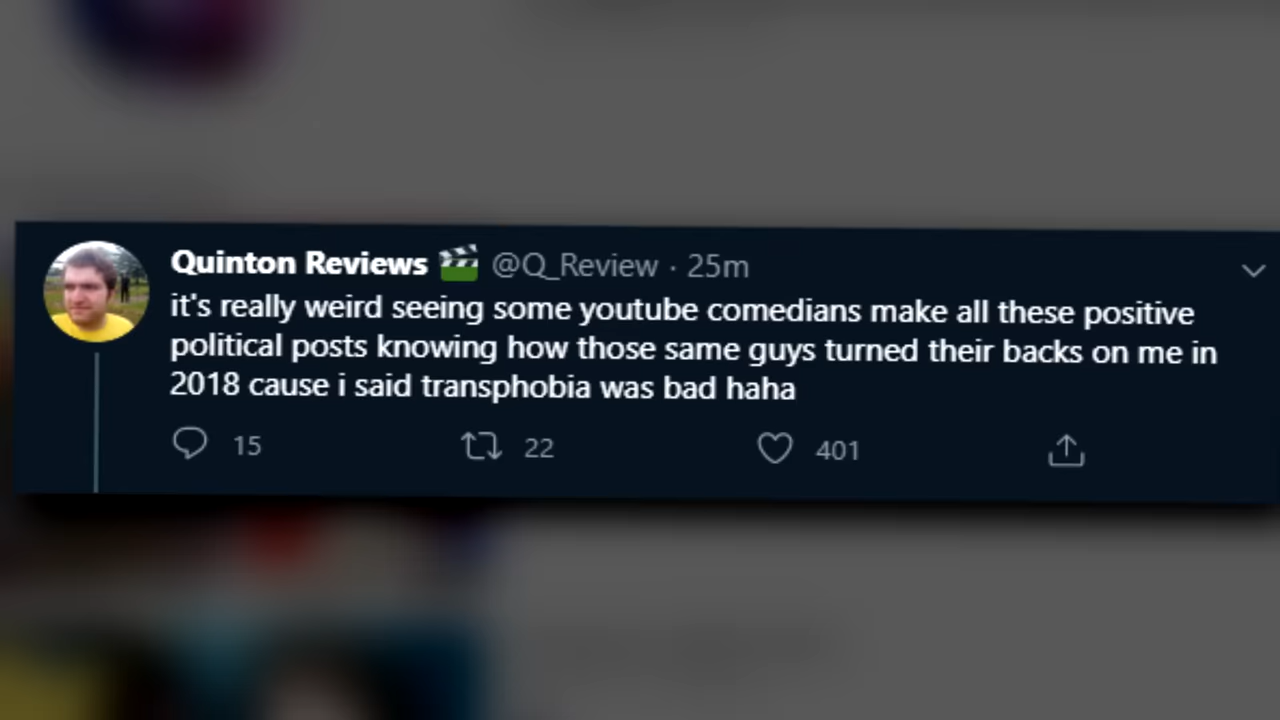 Quinton Reviews 🎬 @Q_Review · 25m
it's really weird seeing some youtube comedians make all these positive
political posts knowing how those same guys turned their backs on me in
2018 cause i said transphobia was bad haha
15 22 401